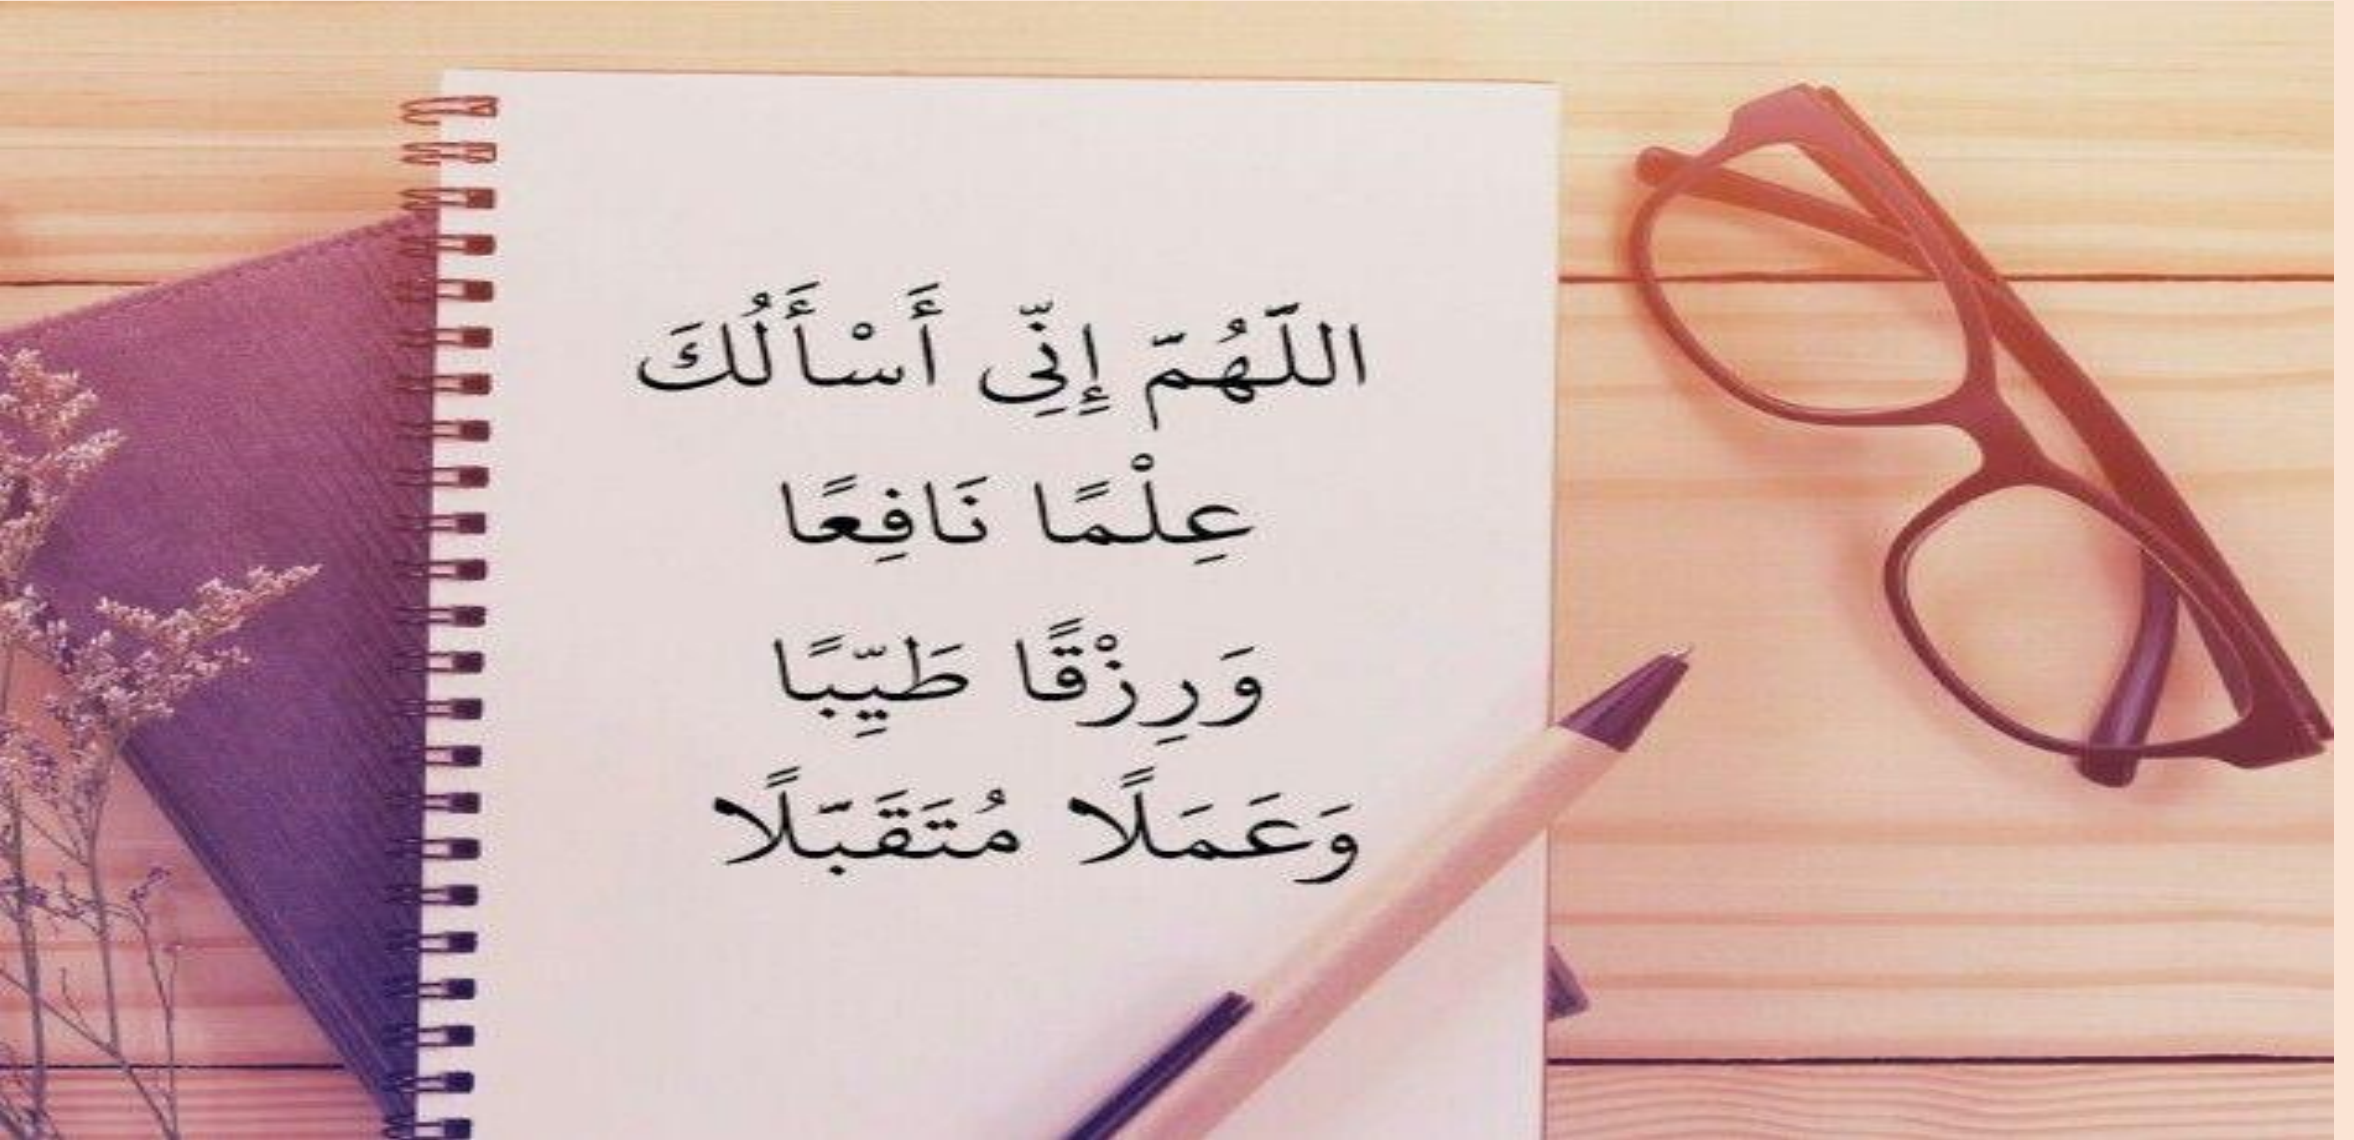 اللَّهُمّ إِنِّى أَسْأَلُكَ
عِلْمًا نَافِعًا
وَرِزْقًا طَيِّبًا
وَعَمَلًا مُتَقَبَّلًا